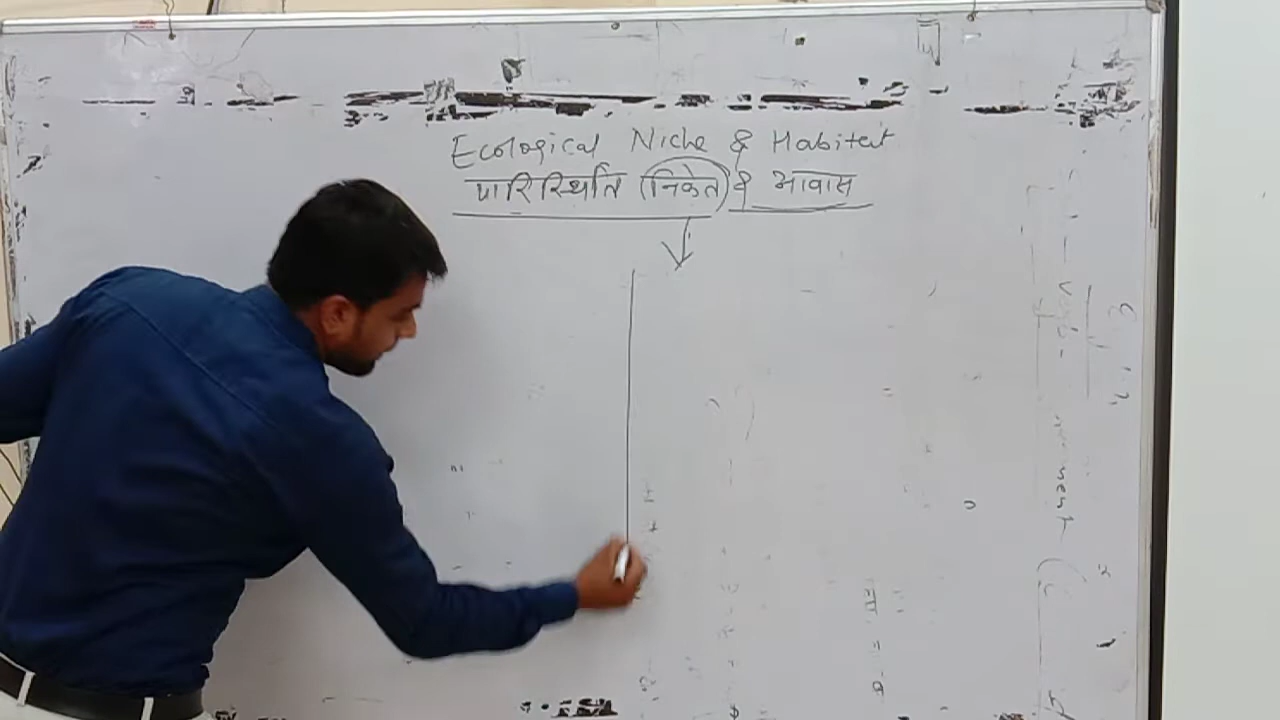 Ecological Niche & Habitat
पारिस्थिति (निकेत) व आवास